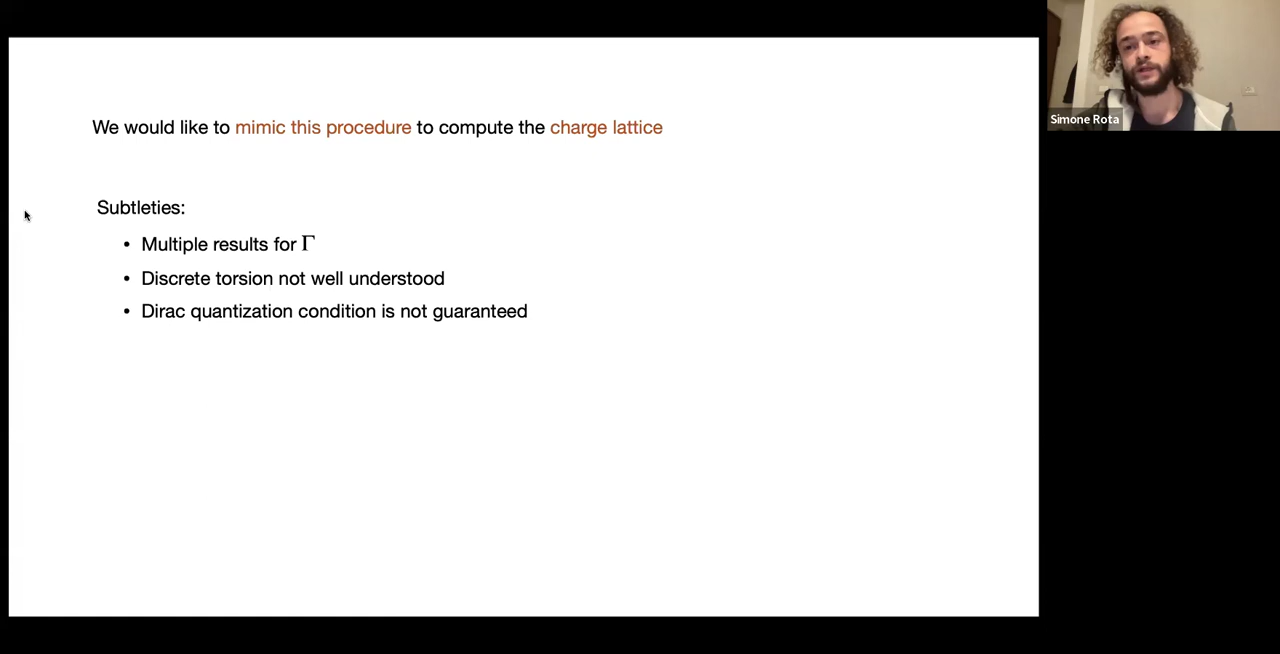 We would like to mimic this procedure to compute the charge lattice
Simone Rota
Subtleties:
• Multiple results for Γ
• Discrete torsion not well understood
• Dirac quantization condition is not guaranteed